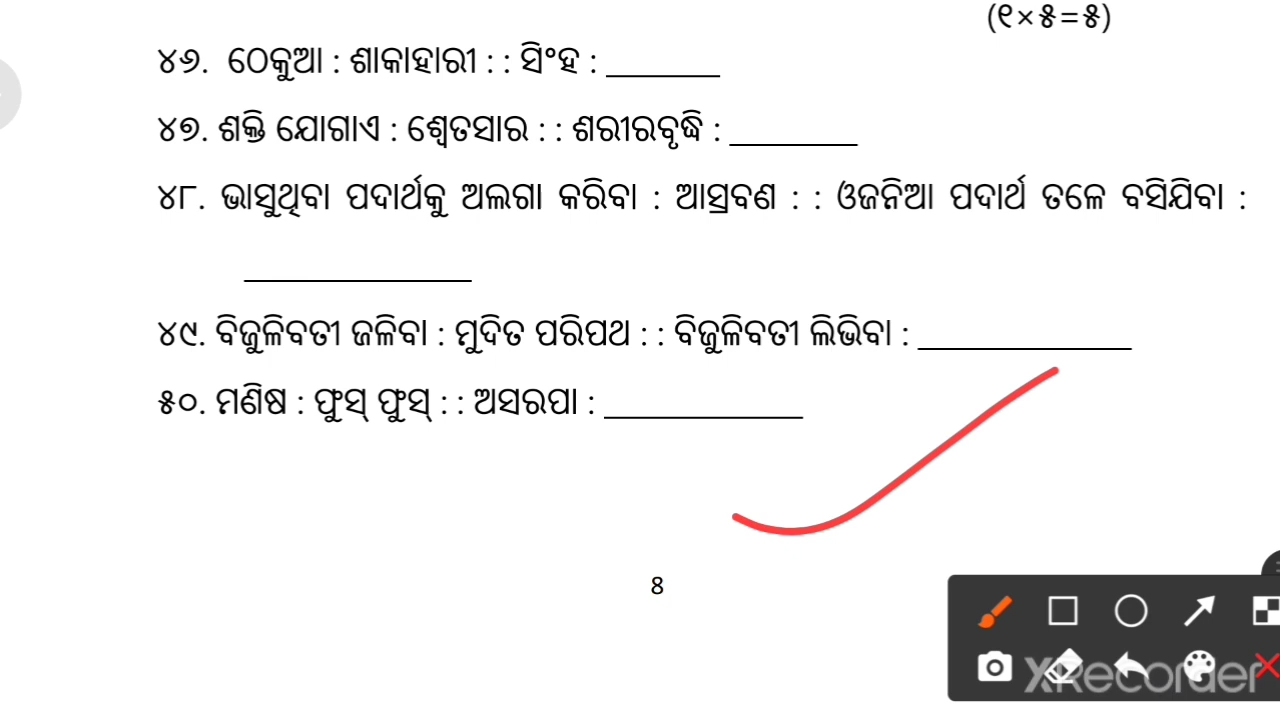 (୧×୫=୫)
୪୬. ଠେକୁଆ : ଶାକାହାରୀ : : ସିଂହ : _______
୪୭. ଶକ୍ତି ଯୋଗାଏ : ଶ୍ୱେତସାର : : ଶରୀରବୃଦ୍ଧି : ________
୪୮. ଭାସୁଥିବା ପଦାର୍ଥକୁ ଅଲଗା କରିବା : ଆସ୍ରବଣ : : ଓଜନିଆ ପଦାର୍ଥ ତଳେ ବସିଯିବା :
______________
୪୯. ବିଜୁଳିବତୀ ଜଳିବା : ମୁଦିତ ପରିପଥ : : ବିଜୁଳିବତୀ ଲିଭିବା : _____________
୫୦. ମଣିଷ : ଫୁସ୍ ଫୁସ୍ : : ଅସରପା : ____________
8
XRecorder